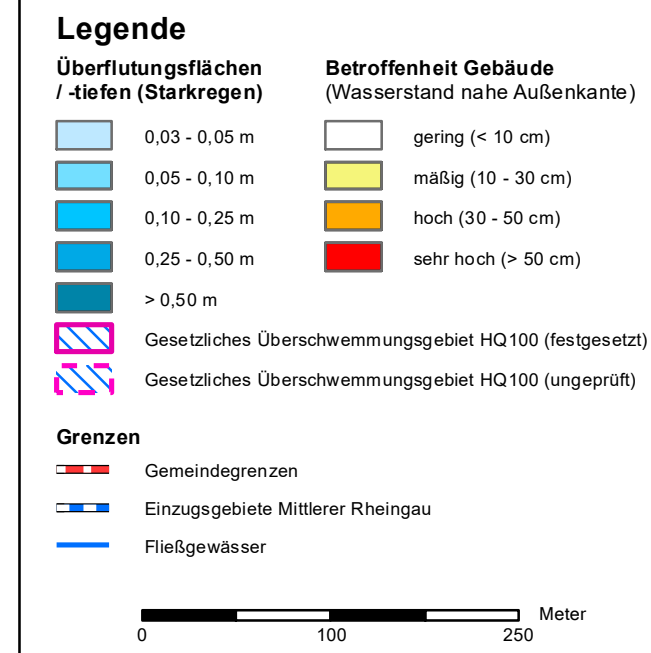 Legende
Überflutungsflächen
/ -tiefen (Starkregen)
0,03 - 0,05 m
0,05 - 0,10 m
0,10 - 0,25 m
0,25 - 0,50 m
> 0,50 m
Betroffenheit Gebäude
(Wasserstand nahe Außenkante)
gering (< 10 cm)
mäßig (10 - 30 cm)
hoch (30 - 50 cm)
sehr hoch (> 50 cm)
Gesetzliches Überschwemmungsgebiet HQ100 (festgesetzt)
Gesetzliches Überschwemmungsgebiet HQ100 (ungeprüft)
Grenzen
Gemeindegrenzen
Einzugsgebiete Mittlerer Rheingau
Fließgewässer
Meter
0 100 250